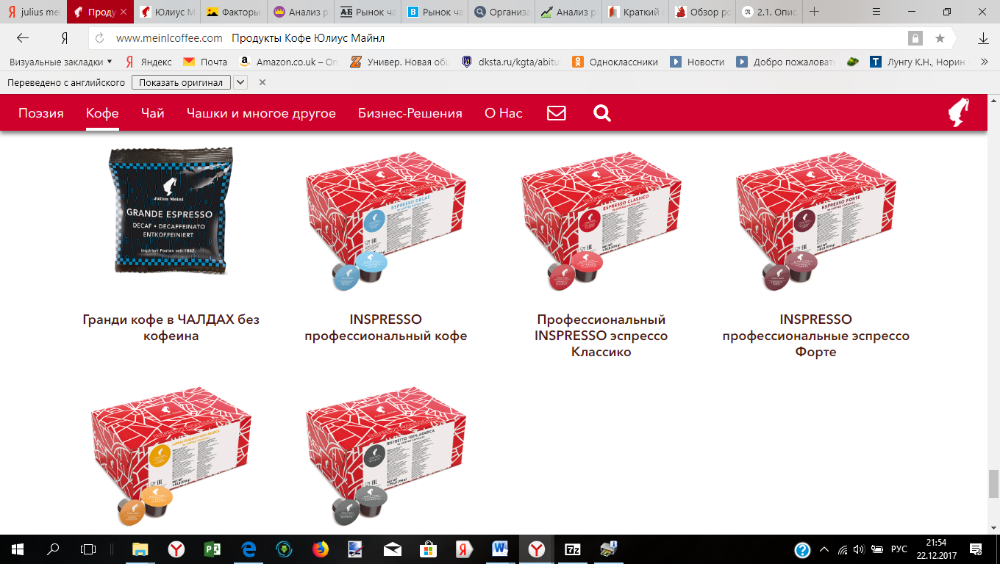 julius mei
Проду
Юлиус М
Факторы
Анализ р
Рынок ча
Рынок ча
Организа
Анализ р
Краткий
Обзор ро
2.1. Опис
www.meinlcoffee.com Продукты Кофе Юлиус Майнл
Визуальные закладки
Яндекс
Почта
Amazon.co.uk – On
Универ. Новая общ
dksta.ru/kgta/abitu
Одноклассники
Новости
Добро пожаловать
Лунгу К.Н., Норин
Переведено с английского
Показать оригинал
Поэзия
Кофе
Чай
Чашки и многое другое
Бизнес-Решения
О Нас
Julius Meinl
GRANDE ESPRESSO
DECAF • DECAFFEINATO
ENTKOFFEINIERT
Inspiriert Poeten seit 1862
ESPRESSO DECAF
ESPRESSO CLASSICO
ESPRESSO FORTE
Гранди кофе в ЧАЛДАХ без
кофеина
INSPRESSO
профессиональный кофе
Профессиональный
INSPRESSO эспрессо
Классико
INSPRESSO
профессиональные эспрессо
Форте
RISTRETTO 100% ARABICA
РУС
21:54
22.12.2017